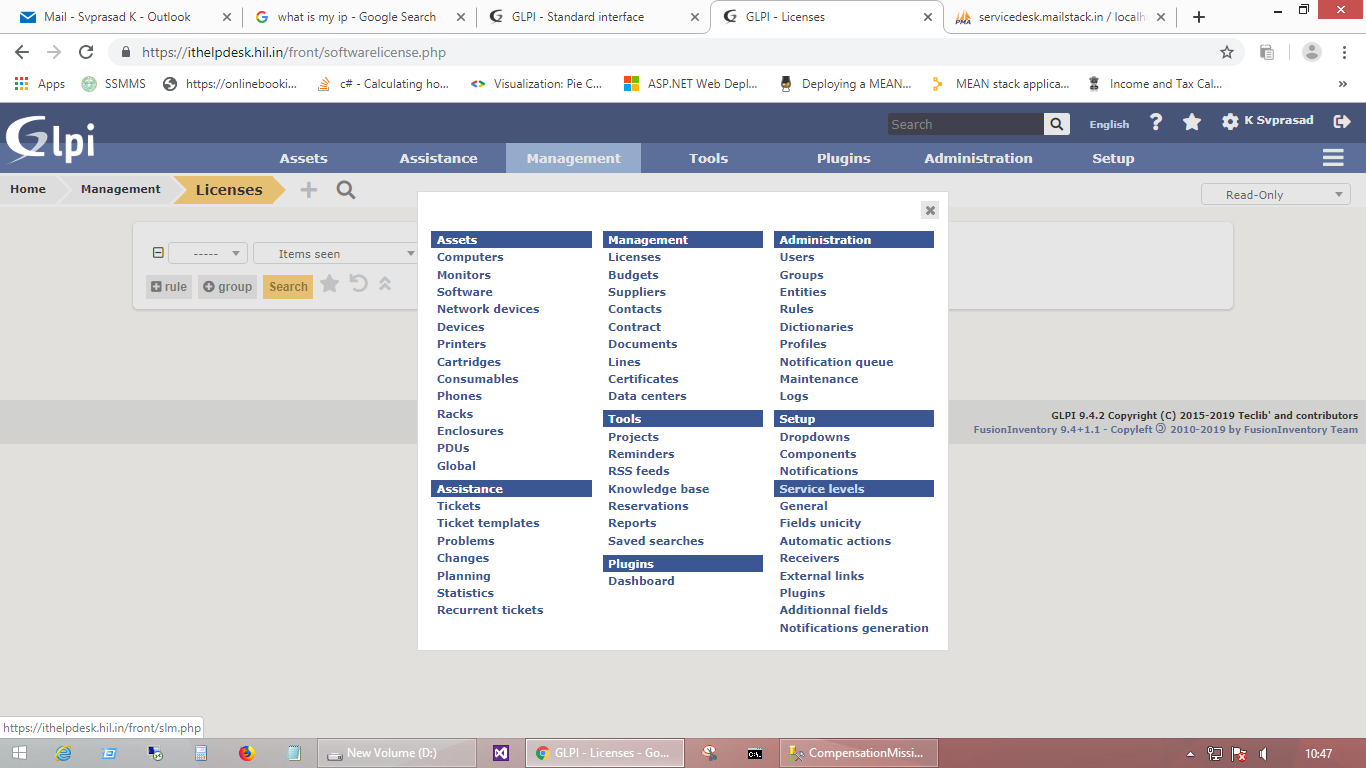 Mail - Svprasad K - Outlook
what is my ip - Google Search
GLPI - Standard interface
GLPI - Licenses
servicedesk.mailstack.in / localh
https://ithelpdesk.hil.in/front/softwarelicense.php
Apps
SSMMS
https://onlinebooki...
c# - Calculating ho...
Visualization: Pie C...
ASP.NET Web Depl...
Deploying a MEAN...
MEAN stack applica...
Income and Tax Cal...
»
Glpi
Search
English
?
K Svprasad
Assets
Assistance
Management
Tools
Plugins
Administration
Setup
Home
Management
Licenses
Read-Only
-----
Items seen
rule
group
Search
Assets
Computers
Monitors
Software
Network devices
Devices
Printers
Cartridges
Consumables
Phones
Racks
Enclosures
PDUs
Global
Assistance
Tickets
Ticket templates
Problems
Changes
Planning
Statistics
Recurrent tickets
Management
Licenses
Budgets
Suppliers
Contacts
Contract
Documents
Lines
Certificates
Data centers
Tools
Projects
Reminders
RSS feeds
Knowledge base
Reservations
Reports
Saved searches
Plugins
Dashboard
Administration
Users
Groups
Entities
Rules
Dictionaries
Profiles
Notification queue
Maintenance
Logs
Setup
Dropdowns
Components
Notifications
Service levels
General
Fields unicity
Automatic actions
Receivers
External links
Plugins
Additionnal fields
Notifications generation
GLPI 9.4.2 Copyright (C) 2015-2019 Teclib' and contributors
FusionInventory 9.4+1.1 - Copyleft 🄯 2010-2019 by FusionInventory Team
https://ithelpdesk.hil.in/front/slm.php
New Volume (D:)
GLPI - Licenses - Go...
CompensationMissi...
10:47